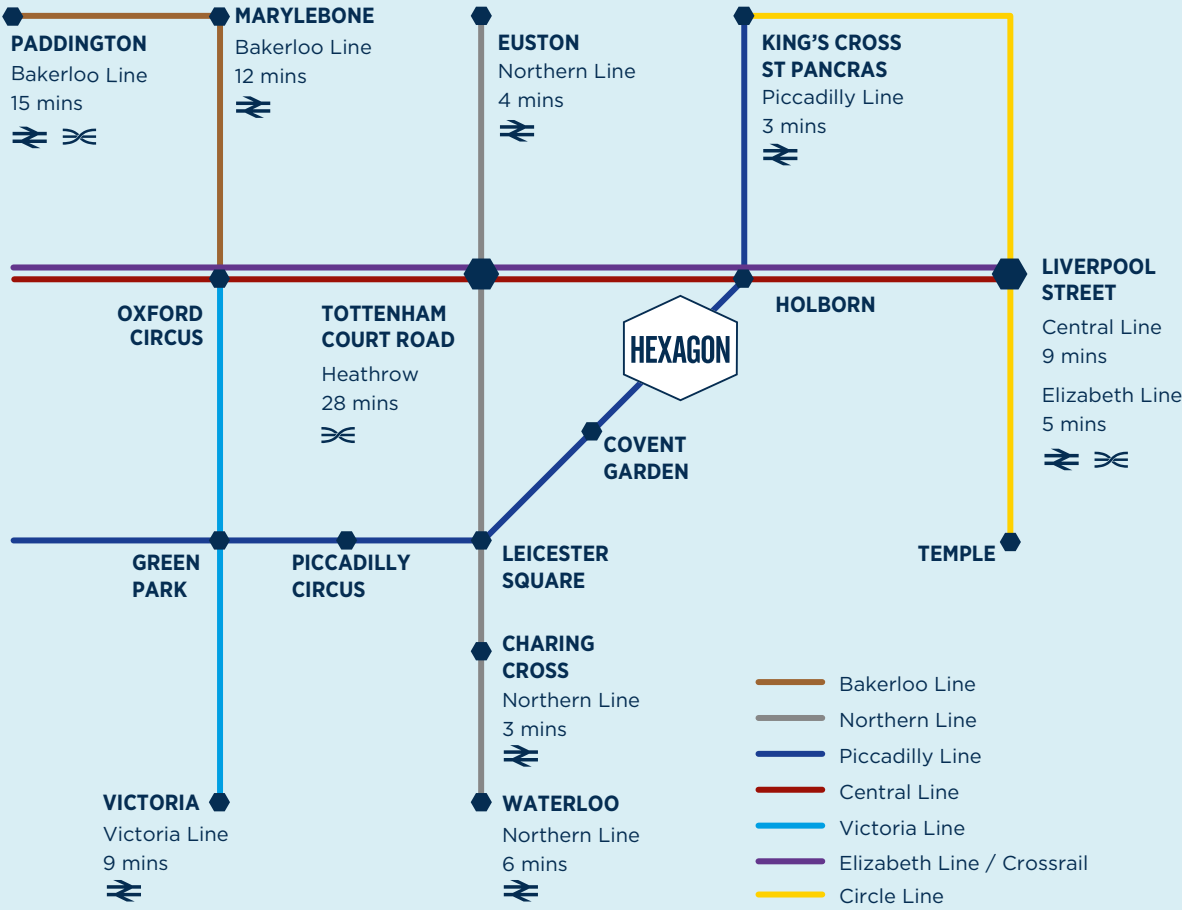 PADDINGTON
Bakerloo Line
15 mins
MARYLEBONE
Bakerloo Line
12 mins
EUSTON
Northern Line
4 mins
KING'S CROSS
ST PANCRAS
Piccadilly Line
3 mins
OXFORD
CIRCUS
TOTTENHAM
COURT ROAD
Heathrow
28 mins
HEXAGON
HOLBORN
LIVERPOOL
STREET
Central Line
9 mins
Elizabeth Line
5 mins
COVENT
GARDEN
GREEN
PARK
PICCADILLY
CIRCUS
LEICESTER
SQUARE
TEMPLE
CHARING
CROSS
Northern Line
3 mins
VICTORIA
Victoria Line
9 mins
WATERLOO
Northern Line
6 mins
Bakerloo Line
Northern Line
Piccadilly Line
Central Line
Victoria Line
Elizabeth Line / Crossrail
Circle Line